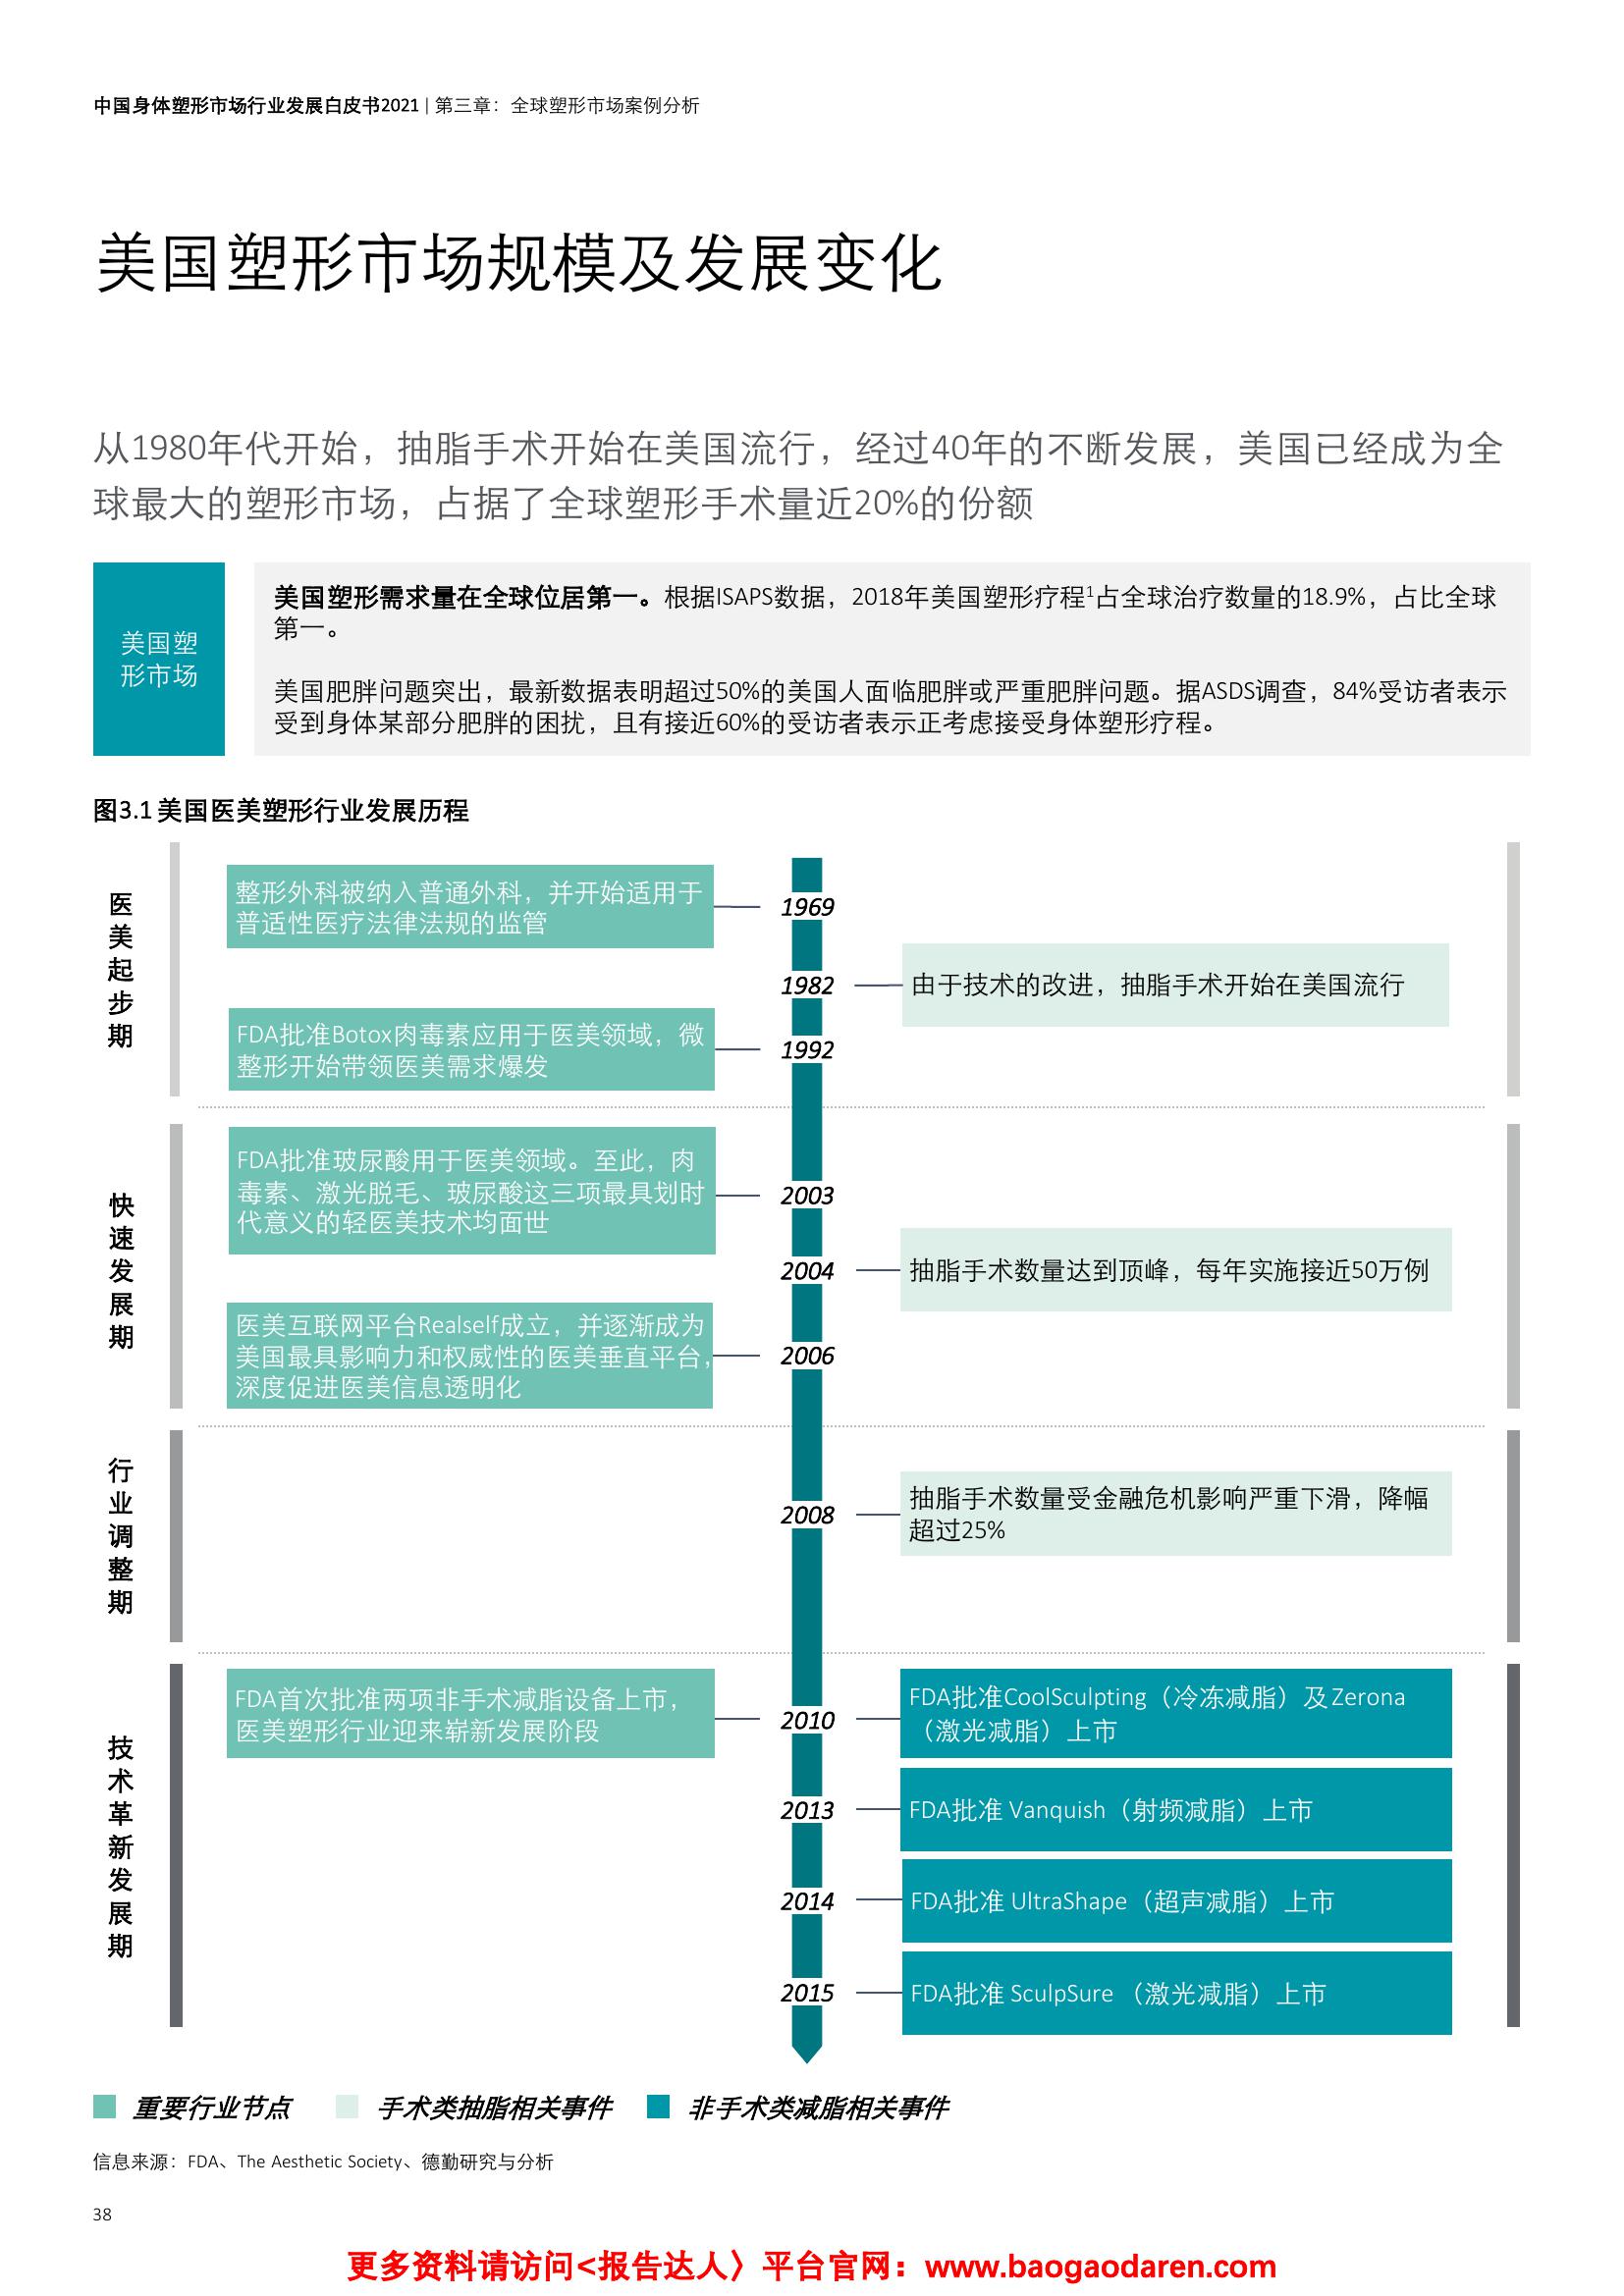 中国身体塑形市场行业发展白皮书2021 | 第三章：全球塑形市场案例分析
美国塑形市场规模及发展变化
从1980年代开始，抽脂手术开始在美国流行，经过40年的不断发展，美国已经成为全
球最大的塑形市场，占据了全球塑形手术量近20%的份额
美国塑
形市场
美国塑形需求量在全球位居第一。根据ISAPS数据，2018年美国塑形疗程¹占全球治疗数量的18.9%，占比全球
第一。
美国肥胖问题突出，最新数据表明超过50%的美国人面临肥胖或严重肥胖问题。据ASDS调查，84%受访者表示
受到身体某部分肥胖的困扰，且有接近60%的受访者表示正考虑接受身体塑形疗程。
图3.1 美国医美塑形行业发展历程
医美起步期
整形外科被纳入普通外科，并开始适用于
普适性医疗法律法规的监管
1969
1982
由于技术的改进，抽脂手术开始在美国流行
FDA批准Botox肉毒素应用于医美领域，微
整形开始带领医美需求爆发
1992
快速发展期
FDA批准玻尿酸用于医美领域。至此，肉
毒素、激光脱毛、玻尿酸这三项最具划时
代意义的轻医美技术均面世
2003
2004
抽脂手术数量达到顶峰，每年实施接近50万例
医美互联网平台Realself成立，并逐渐成为
美国最具影响力和权威性的医美垂直平台，
深度促进医美信息透明化
2006
行业调整期
2008
抽脂手术数量受金融危机影响严重下滑，降幅
超过25%
技术革新发展期
FDA首次批准两项非手术减脂设备上市，
医美塑形行业迎来崭新发展阶段
2010
FDA批准CoolSculpting（冷冻减脂）及Zerona
（激光减脂）上市
2013
FDA批准 Vanquish（射频减脂）上市
2014
FDA批准 UltraShape（超声减脂）上市
2015
FDA批准 SculpSure （激光减脂）上市
重要行业节点
手术类抽脂相关事件
非手术类减脂相关事件
信息来源：FDA、The Aesthetic Society、德勤研究与分析
38
更多资料请访问<报告达人〉平台官网：www.baogaodaren.com